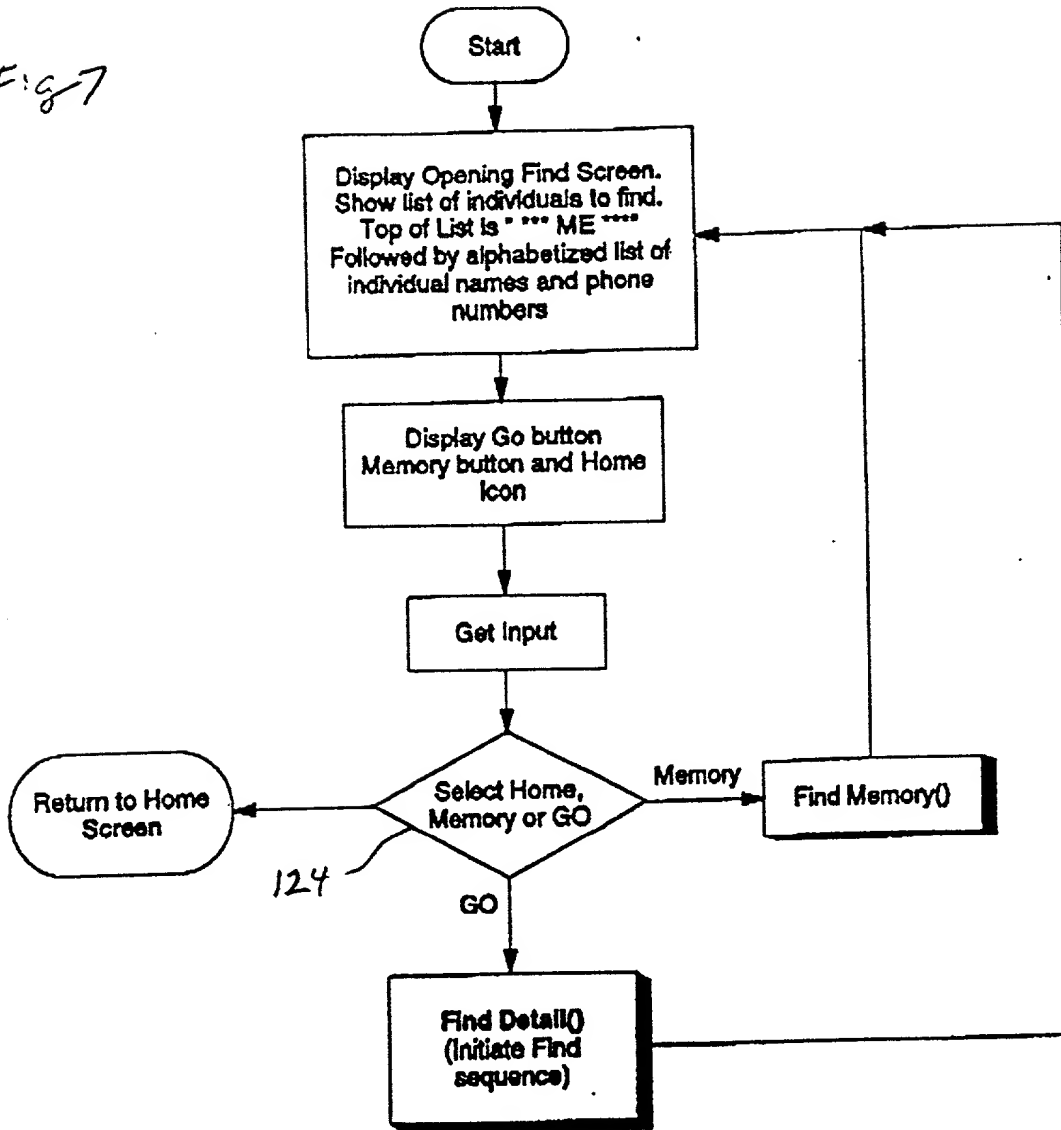 Fig 7
Start
Display Opening Find Screen.
Show list of individuals to find.
Top of List is " *** ME ****
Followed by alphabetized list of
individual names and phone
numbers
Display Go button
Memory button and Home
Icon
Get Input
Select Home,
Memory or GO
Memory
Find Memory()
Return to Home
Screen
124
GO
Find Detail()
(Initiate Find
sequence)